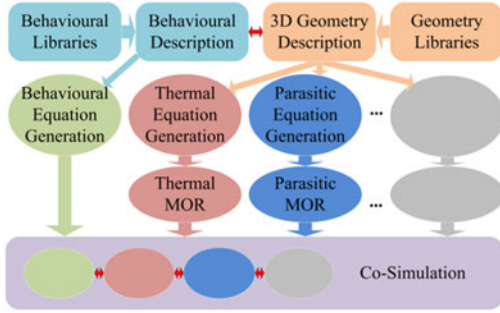 Behavioural
Libraries
Behavioural
Description
3D Geometry
Description
Geometry
Libraries
Behavioural
Equation
Generation
Thermal
Equation
Generation
Parasitic
Equation
Generation
...
Thermal
MOR
Parasitic
MOR
...
Co-Simulation